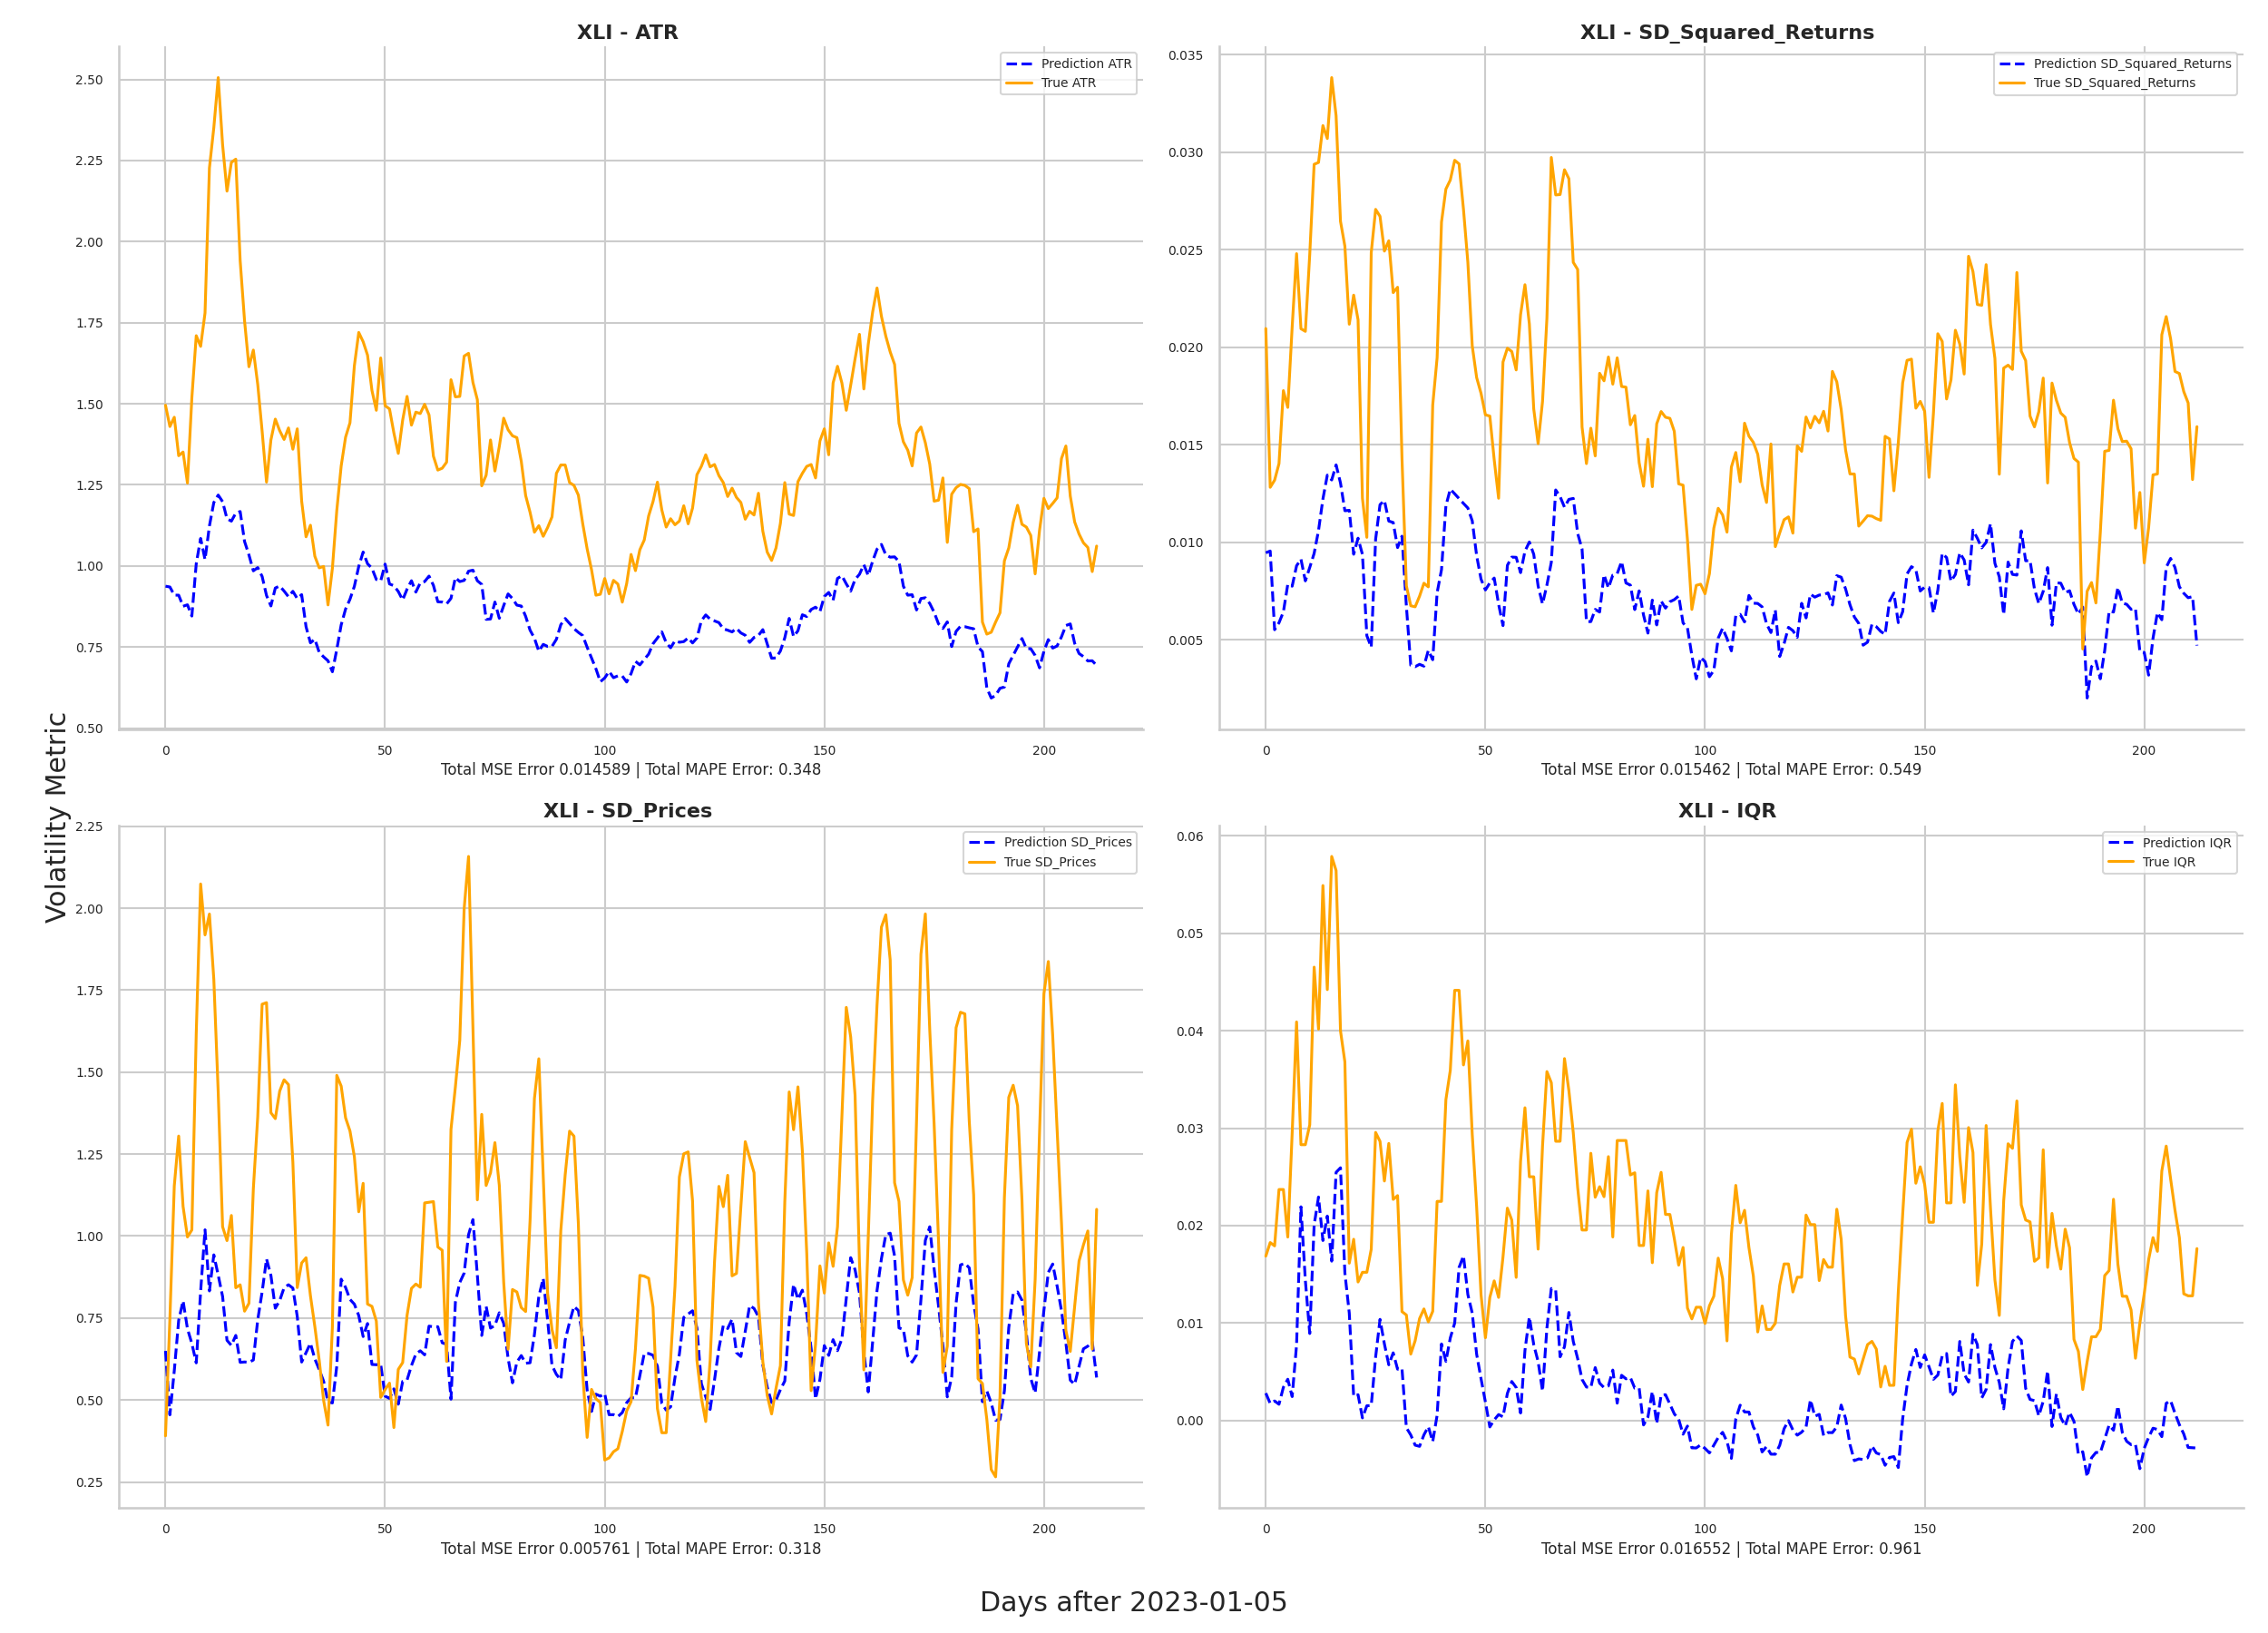 XLI - ATR
2.50
2.25
2.00
1.75
1.50
1.25
1.00
0.75
0.50
0
50
100
150
200
Prediction ATR
True ATR
Total MSE Error 0.014589 | Total MAPE Error: 0.348
XLI - SD_Squared_Returns
0.035
0.030
0.025
0.020
0.015
0.010
0.005
0
50
100
150
200
Prediction SD_Squared_Returns
True SD_Squared_Returns
Total MSE Error 0.015462 | Total MAPE Error: 0.549
Volatility Metric
XLI - SD_Prices
2.25
2.00
1.75
1.50
1.25
1.00
0.75
0.50
0.25
0
50
100
150
200
Prediction SD_Prices
True SD_Prices
Total MSE Error 0.005761 | Total MAPE Error: 0.318
XLI - IQR
0.06
0.05
0.04
0.03
0.02
0.01
0.00
0
50
100
150
200
Prediction IQR
True IQR
Total MSE Error 0.016552 | Total MAPE Error: 0.961
Days after 2023-01-05